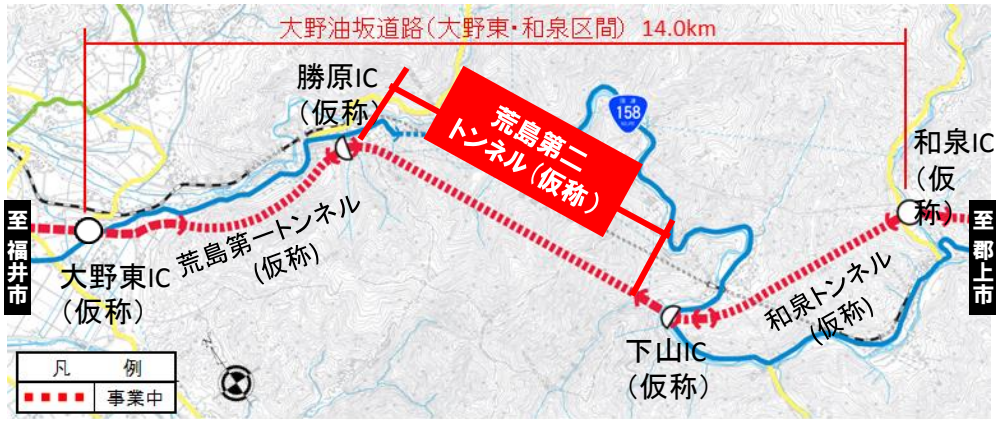 大野油坂道路(大野東・和泉区間) 14.0km
勝原IC
(仮称)
荒島第二
トンネル(仮称)
158
和泉IC
(仮
称)
至 福井市
至 郡上市
荒島第一トンネル
(仮称)
大野東IC
(仮称)
和泉トンネル
(仮称)
下山IC
(仮称)
凡 例
事業中